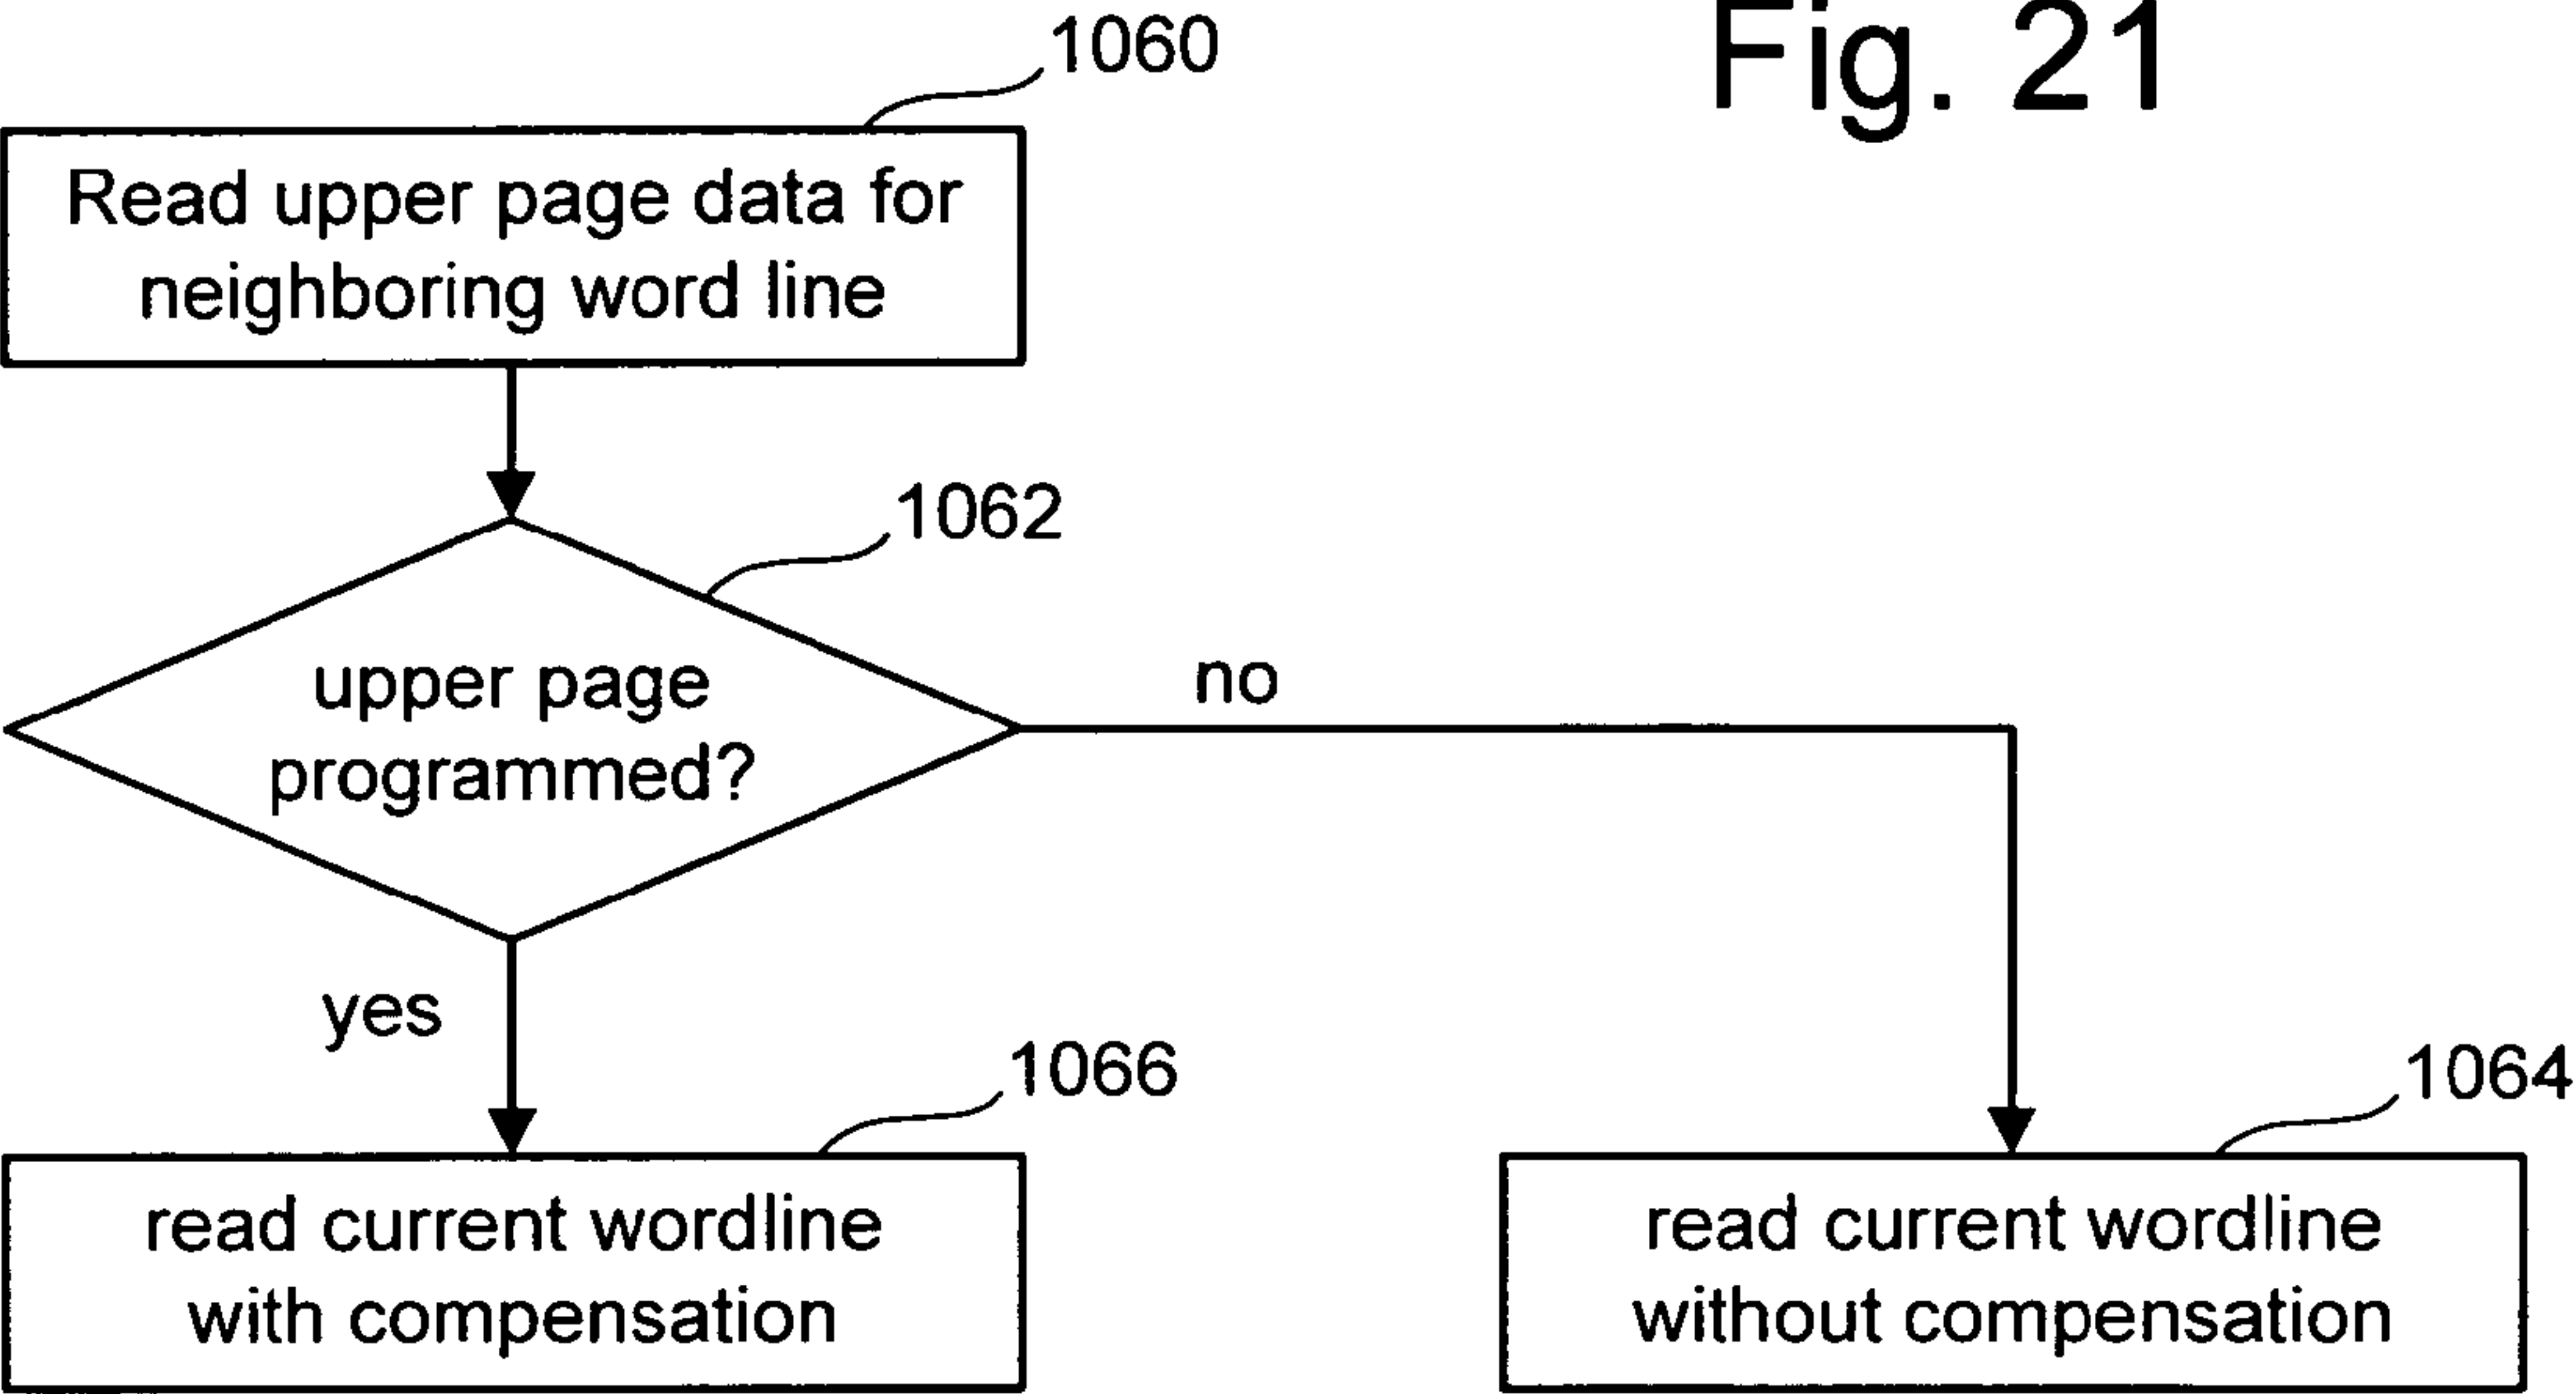 Fig. 21
1060
Read upper page data for
neighboring word line
1062
upper page
programmed?
no
yes
1066
1064
read current wordline
with compensation
read current wordline
without compensation